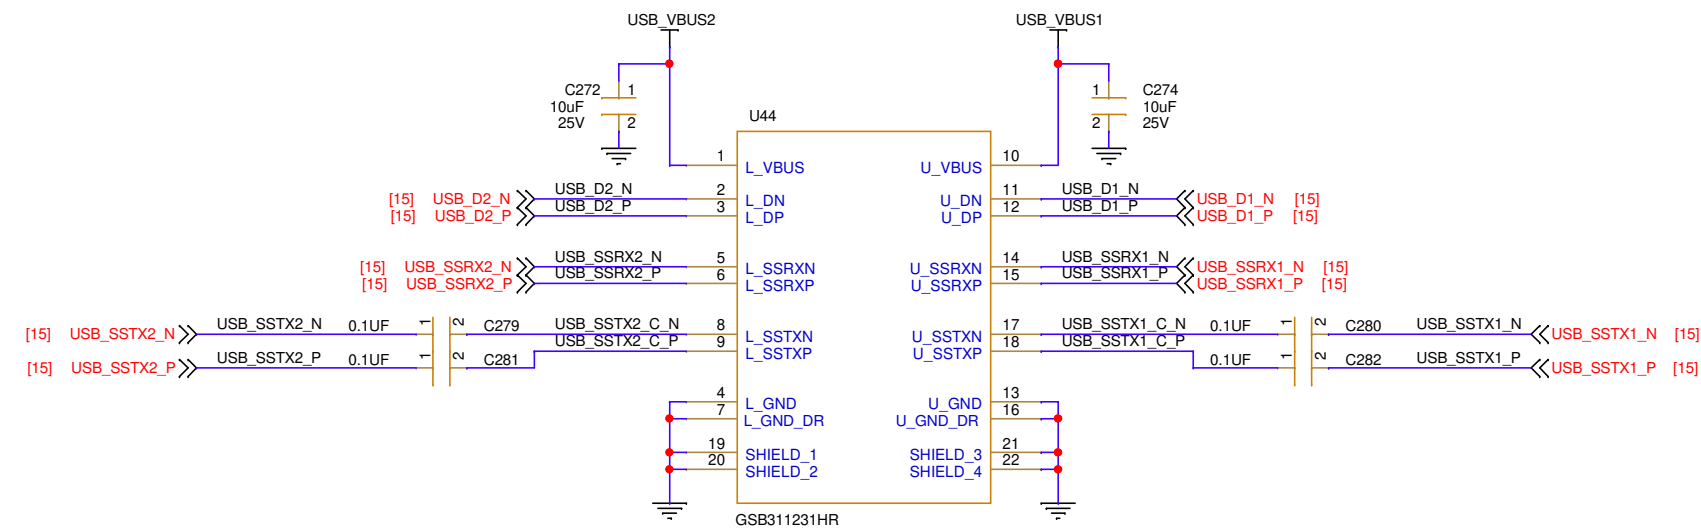 USB_VBUS2 USB_VBUS1
C272 1 1 C274
10uF 10uF
25V 2 2 25V
U44
1 L_VBUS U_VBUS 10
[15] USB_D2_N USB_D2_N 2 L_DN U_DN 11 USB_D1_N USB_D1_N [15]
[15] USB_D2_P USB_D2_P 3 L_DP U_DP 12 USB_D1_P USB_D1_P [15]
[15] USB_SSRX2_N USB_SSRX2_N 5 L_SSRXN U_SSRXN 14 USB_SSRX1_N USB_SSRX1_N [15]
[15] USB_SSRX2_P USB_SSRX2_P 6 L_SSRXP U_SSRXP 15 USB_SSRX1_P USB_SSRX1_P [15]
[15] USB_SSTX2_N USB_SSTX2_N 0.1UF 1 2 C279 USB_SSTX2_C_N 8 L_SSTXN U_SSTXN 17 USB_SSTX1_C_N 0.1UF 1 2 C280 USB_SSTX1_N USB_SSTX1_N [15]
[15] USB_SSTX2_P USB_SSTX2_P 0.1UF 1 2 C281 USB_SSTX2_C_P 9 L_SSTXP U_SSTXP 18 USB_SSTX1_C_P 0.1UF 1 2 C282 USB_SSTX1_P USB_SSTX1_P [15]
4 L_GND U_GND 13
7 L_GND_DR U_GND_DR 16
19 SHIELD_1 SHIELD_3 21
20 SHIELD_2 SHIELD_4 22
GSB311231HR